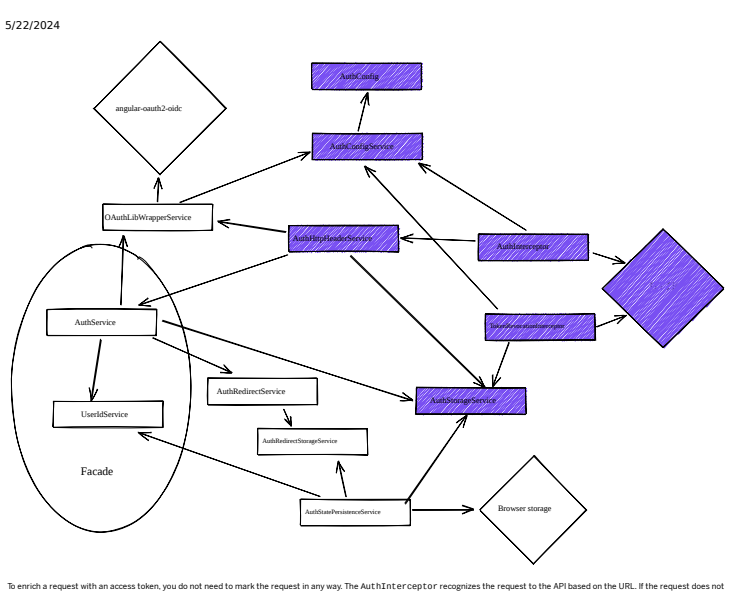 5/22/2024
AuthConfig
angular-oauth2-oidc
AuthConfigService
OAuthLibWrapperService
AuthHttpHeaderService
AuthInterceptor
AuthService
TokenRevocationInterceptor
AuthRedirectService
AuthStorageService
UserIdService
AuthRedirectStorageService
Facade
AuthStatePersistenceService
Browser storage
To enrich a request with an access token, you do not need to mark the request in any way. The AuthInterceptor recognizes the request to the API based on the URL. If the request does not